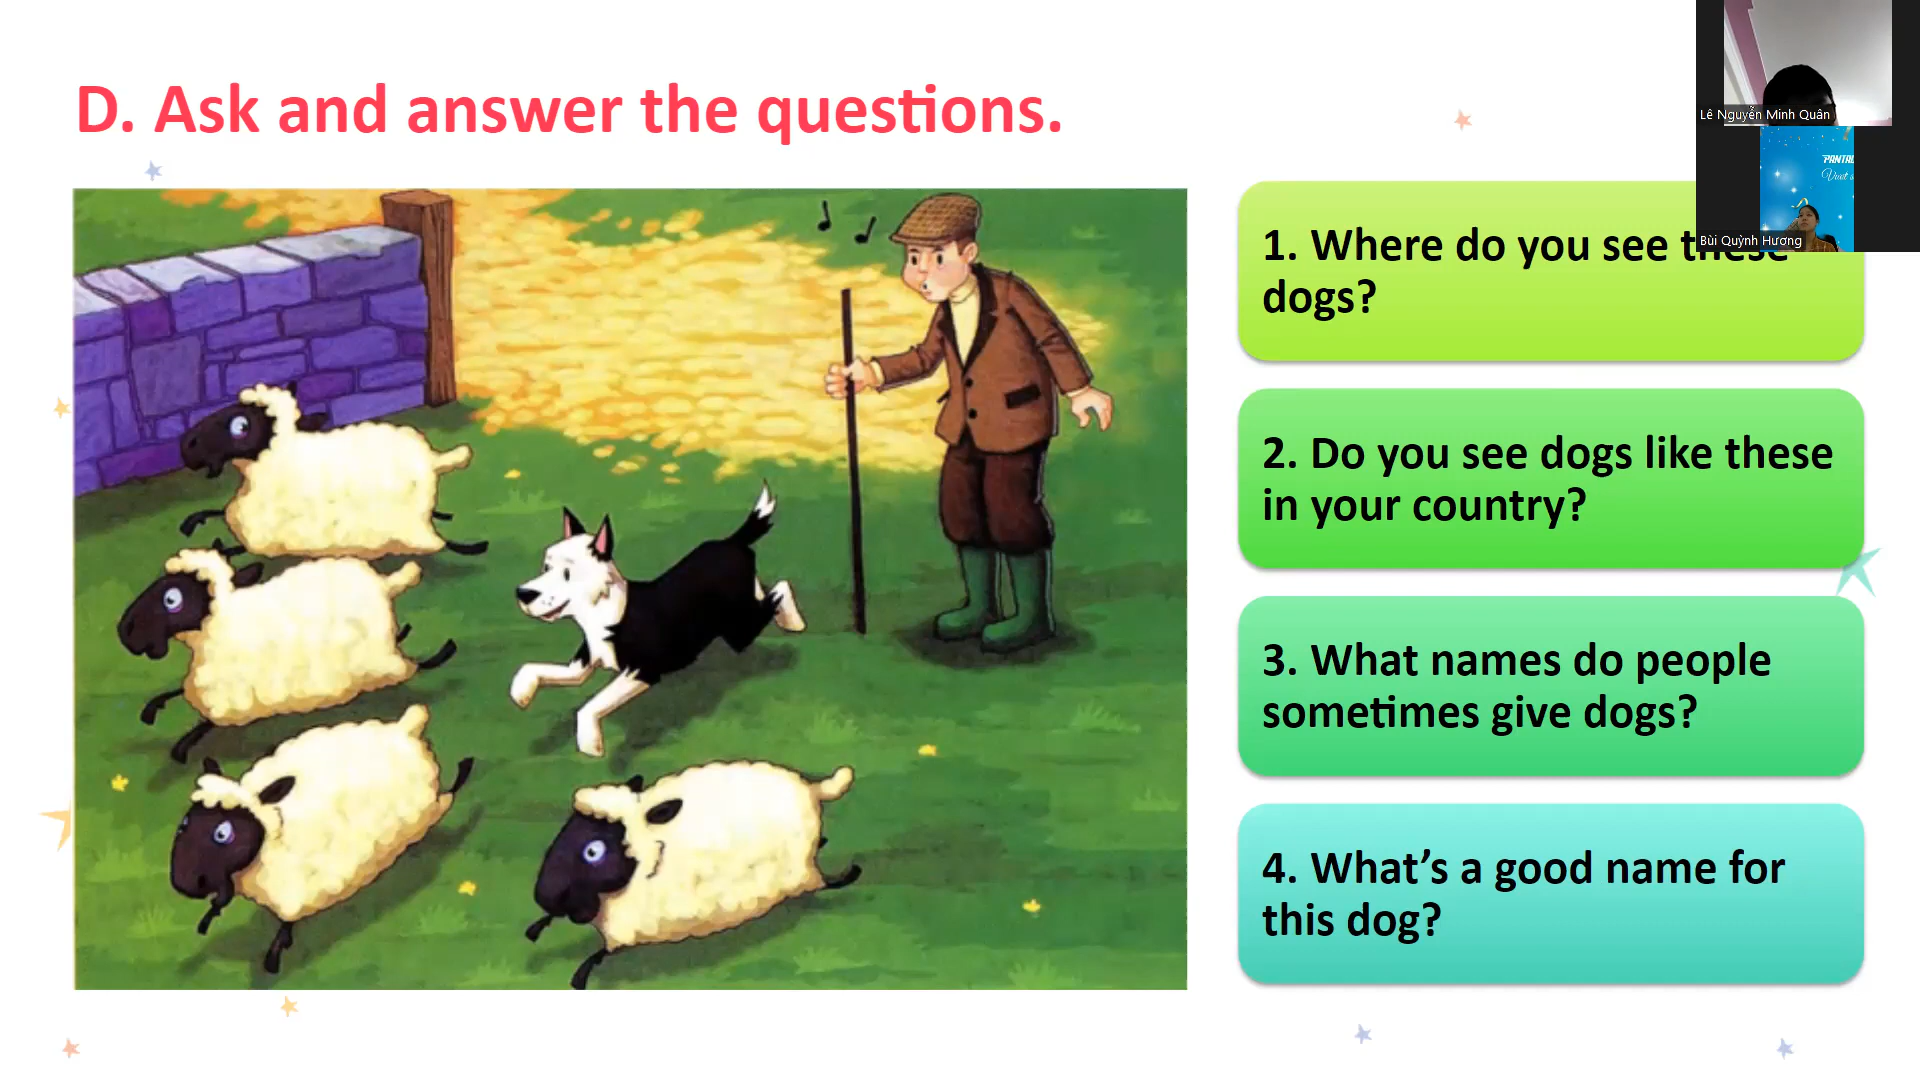 D. Ask and answer the questions.
1. Where do you see these
dogs?
2. Do you see dogs like these
in your country?
3. What names do people
sometimes give dogs?
4. What’s a good name for
this dog?
Lê Nguyễn Minh Quân
Bùi Quỳnh Hương